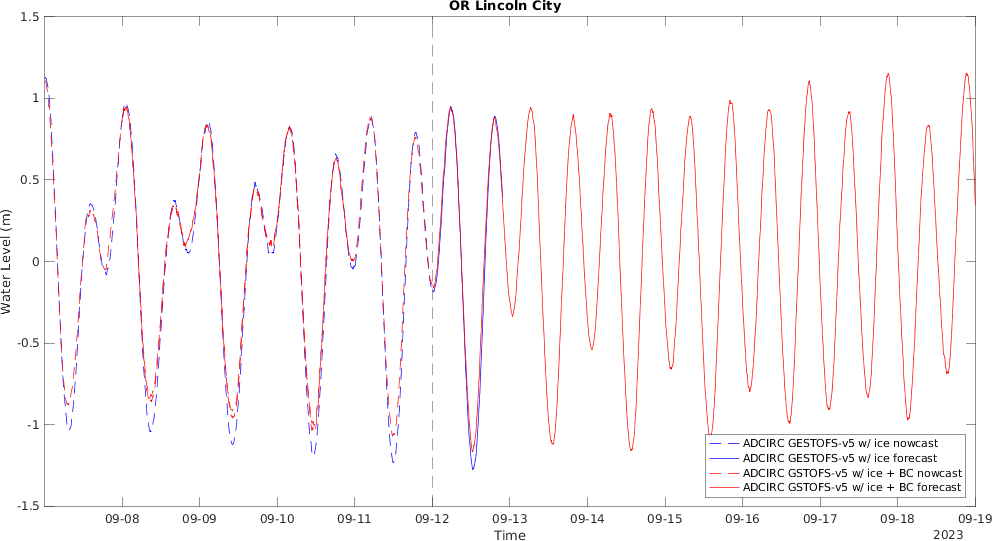 OR Lincoln City
1.5
1
0.5
0
-0.5
-1
-1.5
Water Level (m)
ADCIRC GESTOFS-v5 w/ ice nowcast
ADCIRC GESTOFS-v5 w/ ice forecast
ADCIRC GSTOFS-v5 w/ ice + BC nowcast
ADCIRC GSTOFS-v5 w/ ice + BC forecast
09-08 09-09 09-10 09-11 09-12 09-13 09-14 09-15 09-16 09-17 09-18 09-19
Time
2023